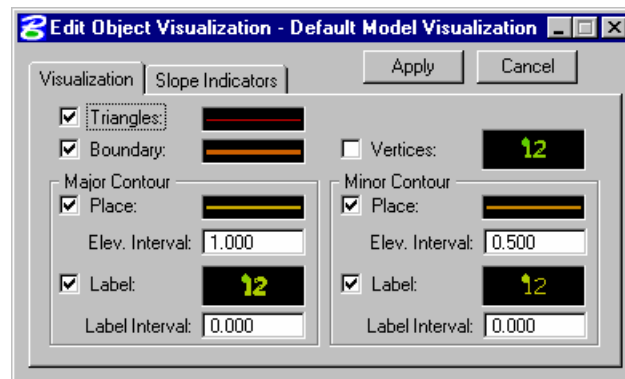 Edit Object Visualization - Default Model Visualization
Visualization Slope Indicators Apply Cancel
Triangles:
Boundary: Vertices: 12
Major Contour Minor Contour
Place: Place:
Elev. Interval: 1.000 Elev. Interval: 0.500
Label: 12 Label: 12
Label Interval: 0.000 Label Interval: 0.000